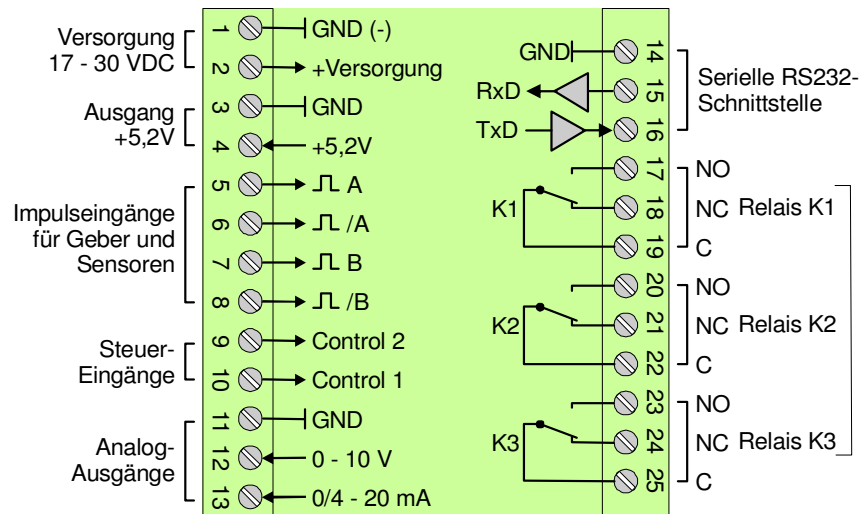 Versorgung
17 - 30 VDC
1 GND (-)
2 +Versorgung
Ausgang
+5,2V
3 GND
4 +5,2V
Impulseingänge
für Geber und
Sensoren
5 A
6 /A
7 B
8 /B
Steuer-
Eingänge
9 Control 2
10 Control 1
Analog-
Ausgänge
11 GND
12 0 - 10 V
13 0/4 - 20 mA
GND 14
RxD 15
TxD 16
Serielle RS232-
Schnittstelle
17 NO
K1 18 NC Relais K1
19 C
20 NO
K2 21 NC Relais K2
22 C
23 NO
K3 24 NC Relais K3
25 C